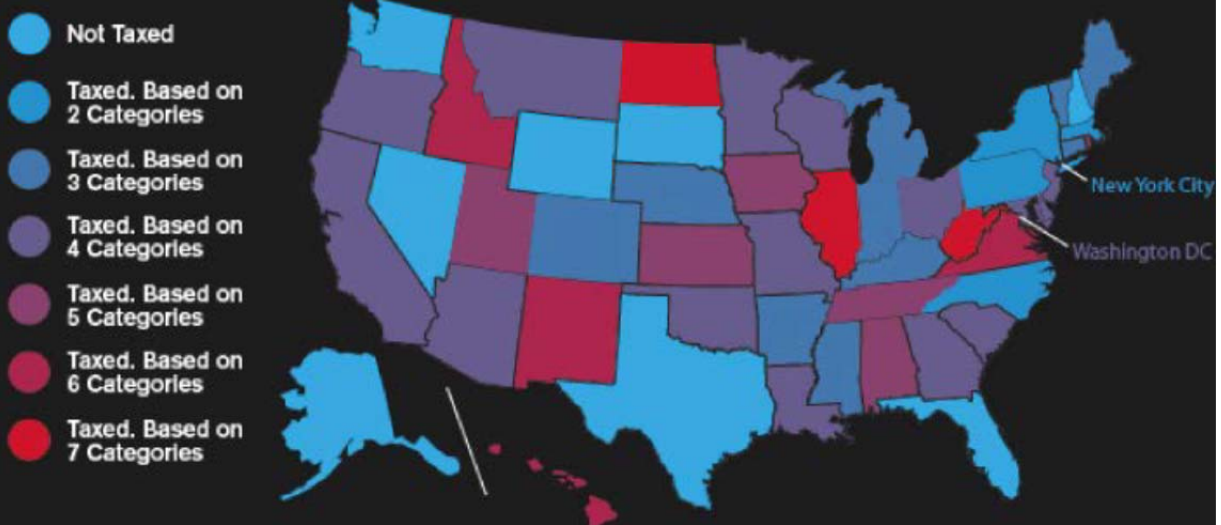 Not Taxed
Taxed. Based on
2 Categories
Taxed. Based on
3 Categories
Taxed. Based on
4 Categories
Taxed. Based on
5 Categories
Taxed. Based on
6 Categories
Taxed. Based on
7 Categories
New York City
Washington DC